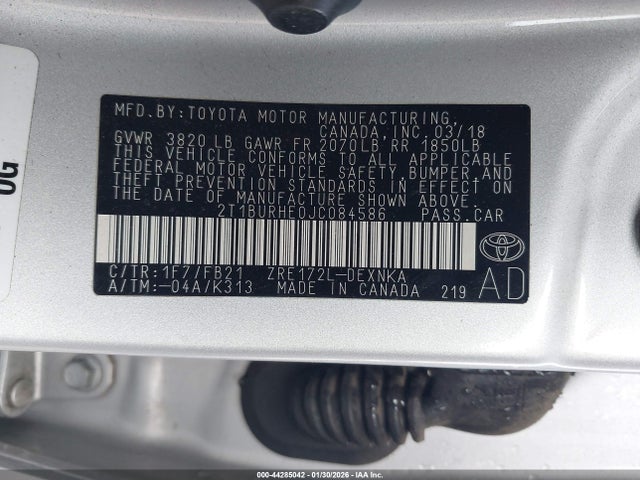 MFD.BY:TOYOTA MOTOR MANUFACTURING,
CANADA,INC.03/18
GVWR 3820 LB GAWR FR 2070LB RR 1850LB
THIS VEHICLE CONFORMS TO ALL APPLICABLE
FEDERAL MOTOR VEHICLE SAFETY,BUMPER,AND
THEFT PREVENTION STANDARDS IN EFFECT ON
THE DATE OF MANUFACTURE SHOWN ABOVE.
2T1BURHE0JC084586 PASS.CAR
C/TR:1F7/FB21 ZRE172L-DEXNKA
A/TM:-04A/K313 MADE IN CANADA 219
AD
OG
000-44285042 / 01/30/2026 - IAA Inc.